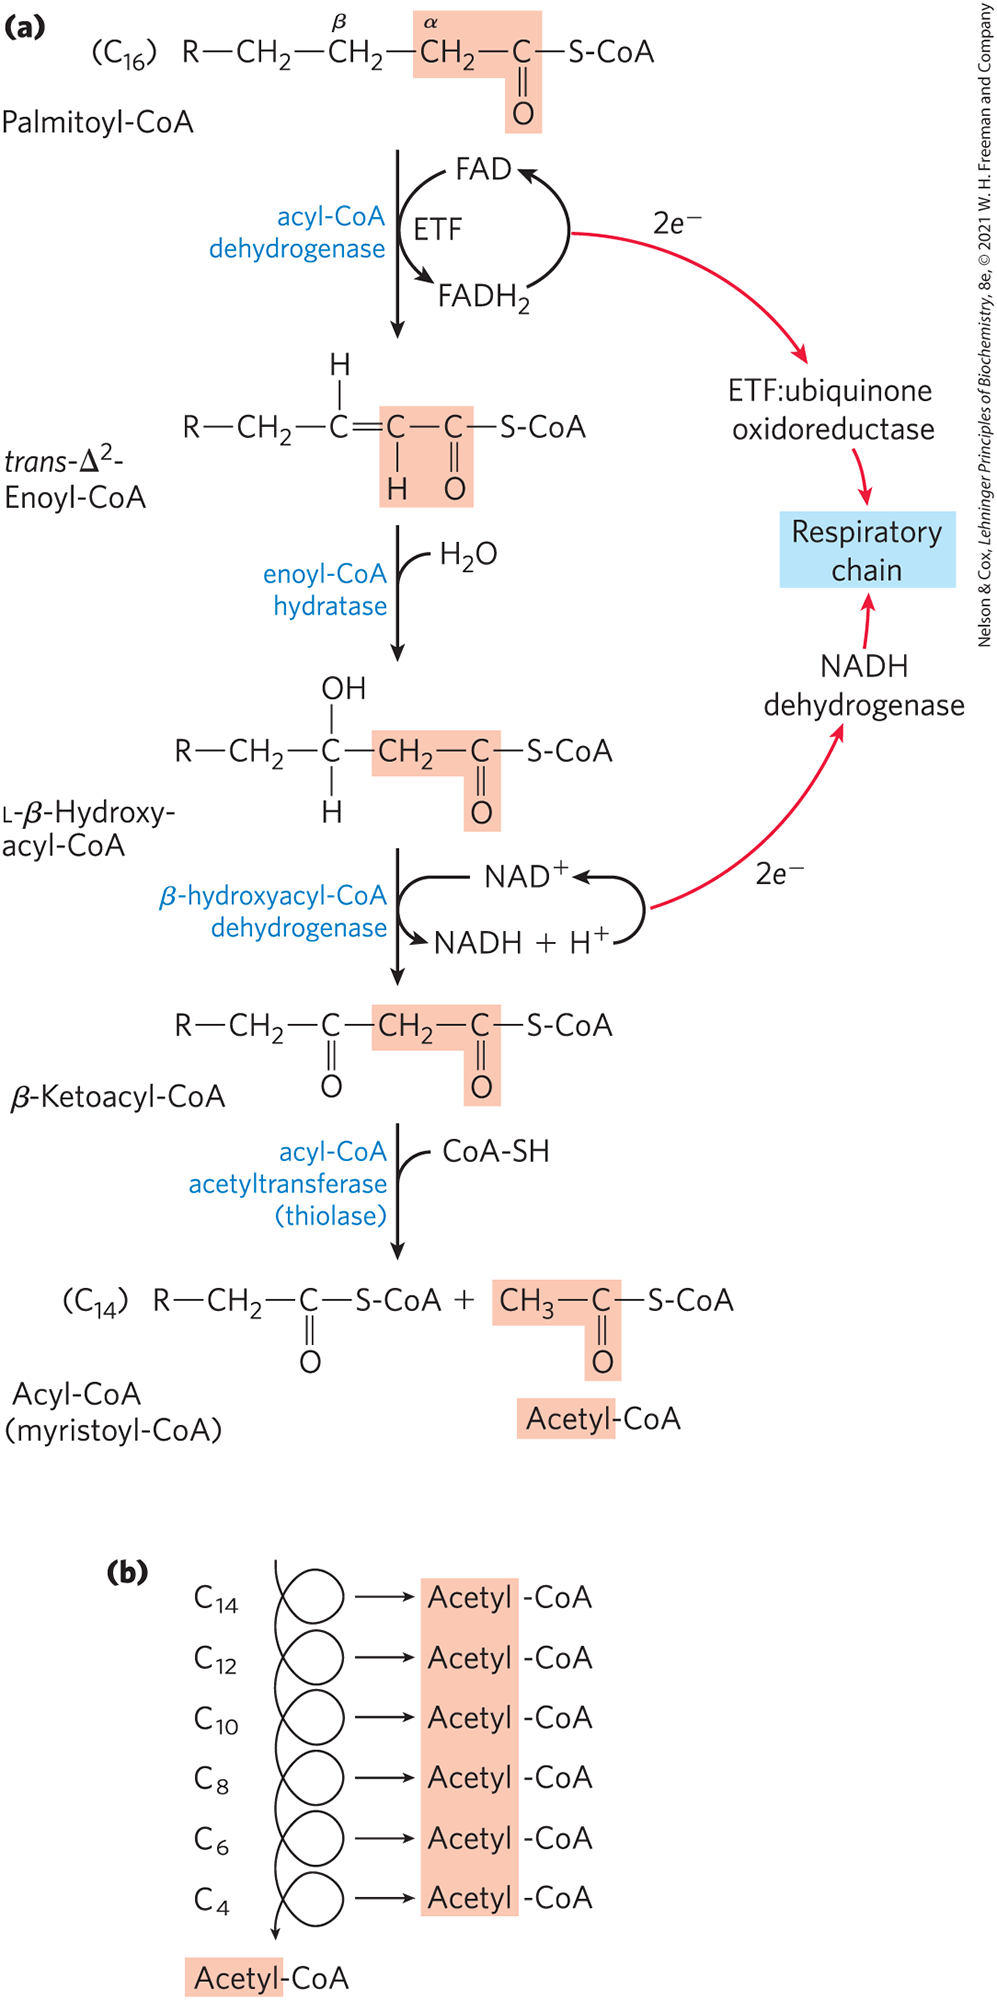 (a)
β α
(C₁₆) R—CH₂—CH₂—CH₂—C—S-CoA
O
Palmitoyl-CoA
FAD
acyl-CoA
dehydrogenase
ETF
2e⁻
FADH₂
ETF:ubiquinone
oxidoreductase
H
R—CH₂—C=C—C—S-CoA
H O
trans-Δ²-
Enoyl-CoA
Respiratory
chain
enoyl-CoA
hydratase
H₂O
NADH
dehydrogenase
OH
R—CH₂—C—CH₂—C—S-CoA
H O
L-β-Hydroxy-
acyl-CoA
β-hydroxyacyl-CoA
dehydrogenase
NAD⁺
2e⁻
NADH + H⁺
R—CH₂—C—CH₂—C—S-CoA
O O
β-Ketoacyl-CoA
acyl-CoA
acetyltransferase
(thiolase)
CoA-SH
(C₁₄) R—CH₂—C—S-CoA + CH₃—C—S-CoA
O O
Acyl-CoA
(myristoyl-CoA)
Acetyl-CoA
(b)
C₁₄ Acetyl -CoA
C₁₂ Acetyl -CoA
C₁₀ Acetyl -CoA
C₈ Acetyl -CoA
C₆ Acetyl -CoA
C₄ Acetyl -CoA
Acetyl-CoA
Nelson & Cox, Lehninger Principles of Biochemistry, 8e, © 2021 W. H. Freeman and Company